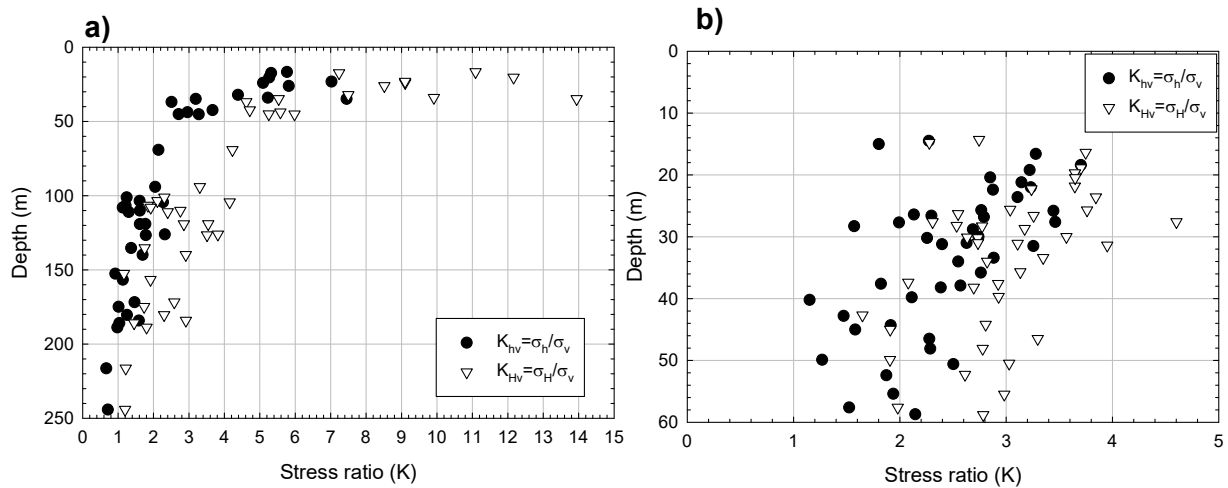 a)
0
50
100
150
200
250
Depth (m)
0 1 2 3 4 5 6 7 8 9 10 11 12 13 14 15
Stress ratio (K)
K_hv=σ_h/σ_v
K_Hv=σ_H/σ_v
b)
0
10
20
30
40
50
60
Depth (m)
0 1 2 3 4 5
Stress ratio (K)
K_hv=σ_h/σ_v
K_Hv=σ_H/σ_v